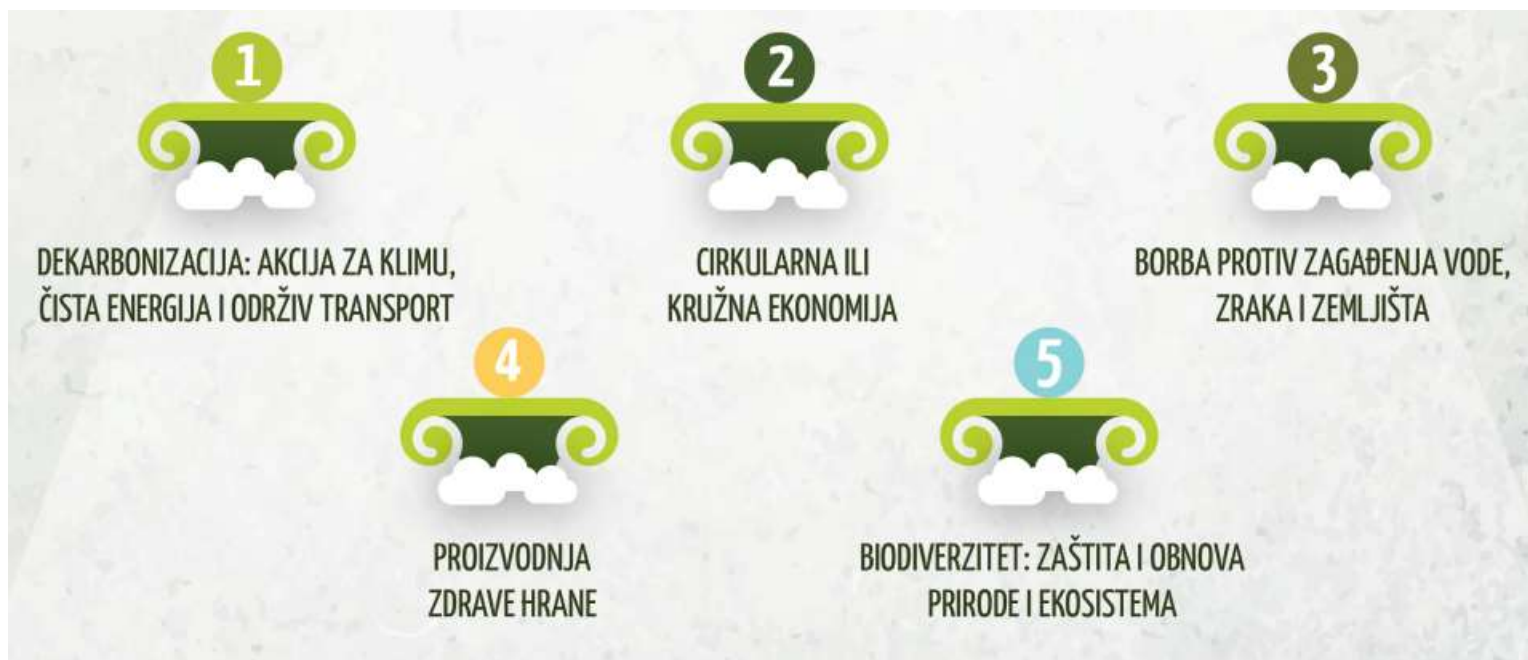 1
DEKARBONIZACIJA: AKCIJA ZA KLIMU,
ČISTA ENERGIJA I ODRŽIV TRANSPORT
2
CIRKULARNA ILI
KRUŽNA EKONOMIJA
3
BORBA PROTIV ZAGAĐENJA VODE,
ZRAKA I ZEMLJIŠTA
4
PROIZVODNJA
ZDRAVE HRANE
5
BIODIVERZITET: ZAŠTITA I OBNOVA
PRIRODE I EKOSISTEMA